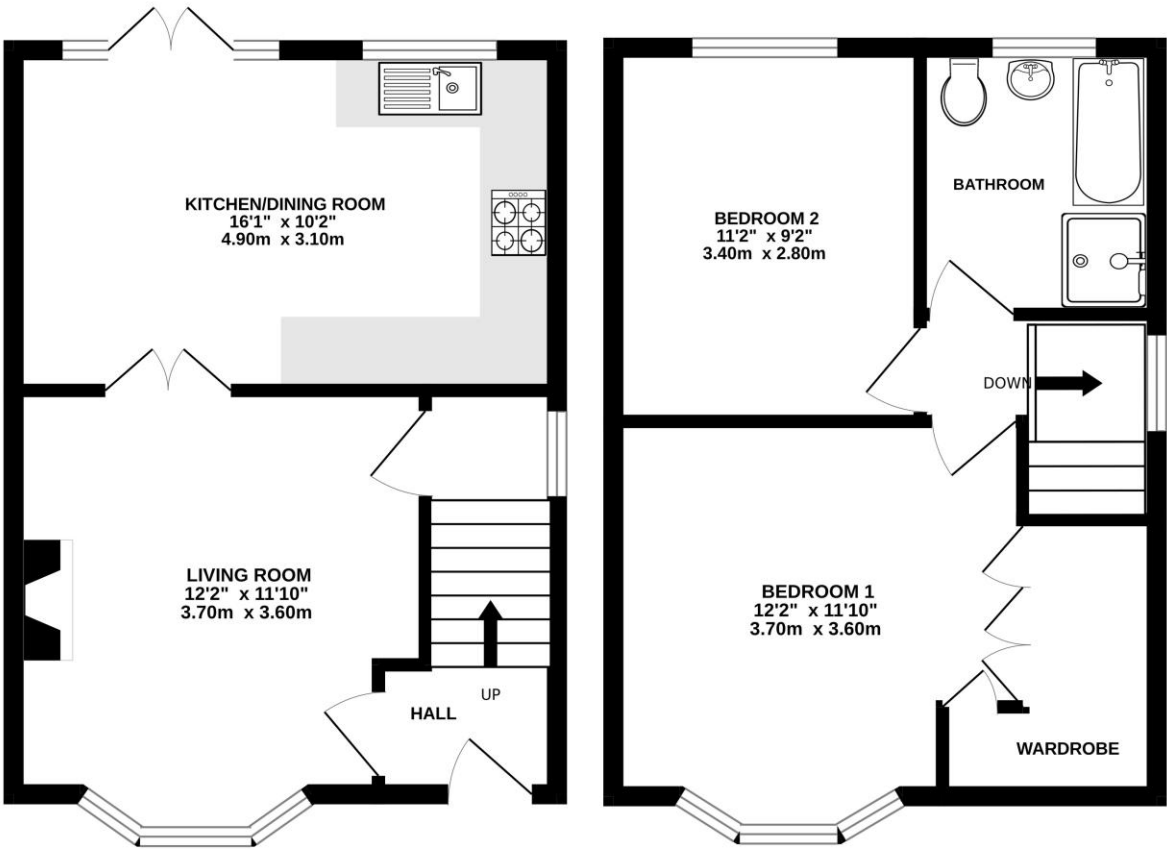 KITCHEN/DINING ROOM
16'1" x 10'2"
4.90m x 3.10m
LIVING ROOM
12'2" x 11'10"
3.70m x 3.60m
HALL
UP
BEDROOM 2
11'2" x 9'2"
3.40m x 2.80m
BATHROOM
DOWN
BEDROOM 1
12'2" x 11'10"
3.70m x 3.60m
WARDROBE